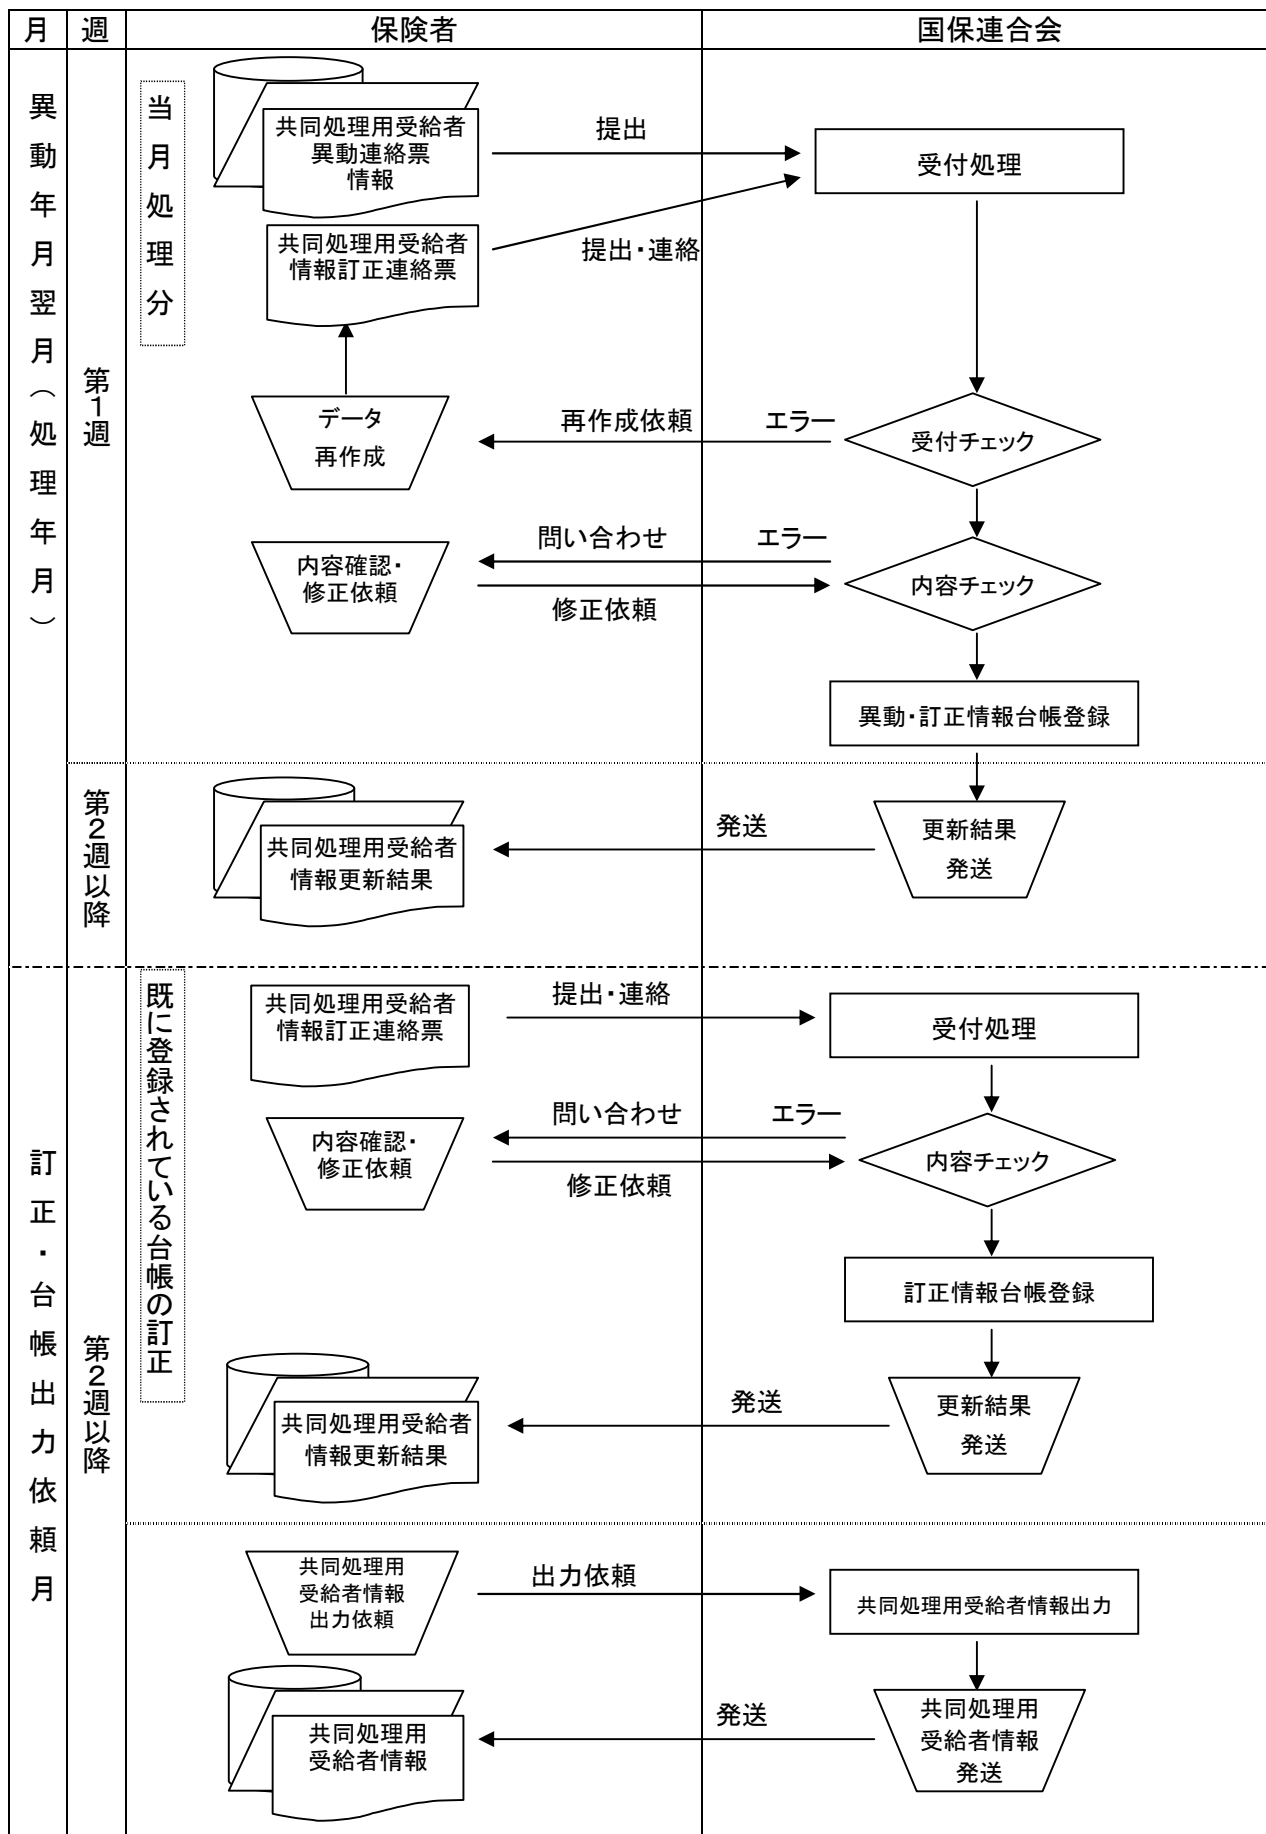 月
週
保険者
国保連合会
異動年月翌月（処理年月）
第1週
当月処理分
共同処理用受給者
異動連絡票
情報
提出
受付処理
共同処理用受給者
情報訂正連絡票
提出・連絡
データ
再作成
再作成依頼
エラー
受付チェック
内容確認・
修正依頼
問い合わせ
エラー
修正依頼
内容チェック
異動・訂正情報台帳登録
第2週以降
共同処理用受給者
情報更新結果
発送
更新結果
発送
訂正・台帳出力依頼月
第2週以降
既に登録されている台帳の訂正
共同処理用受給者
情報訂正連絡票
提出・連絡
受付処理
内容確認・
修正依頼
問い合わせ
エラー
修正依頼
内容チェック
訂正情報台帳登録
共同処理用受給者
情報更新結果
発送
更新結果
発送
共同処理用
受給者情報
出力依頼
出力依頼
共同処理用受給者情報出力
共同処理用
受給者情報
発送
共同処理用
受給者情報
発送